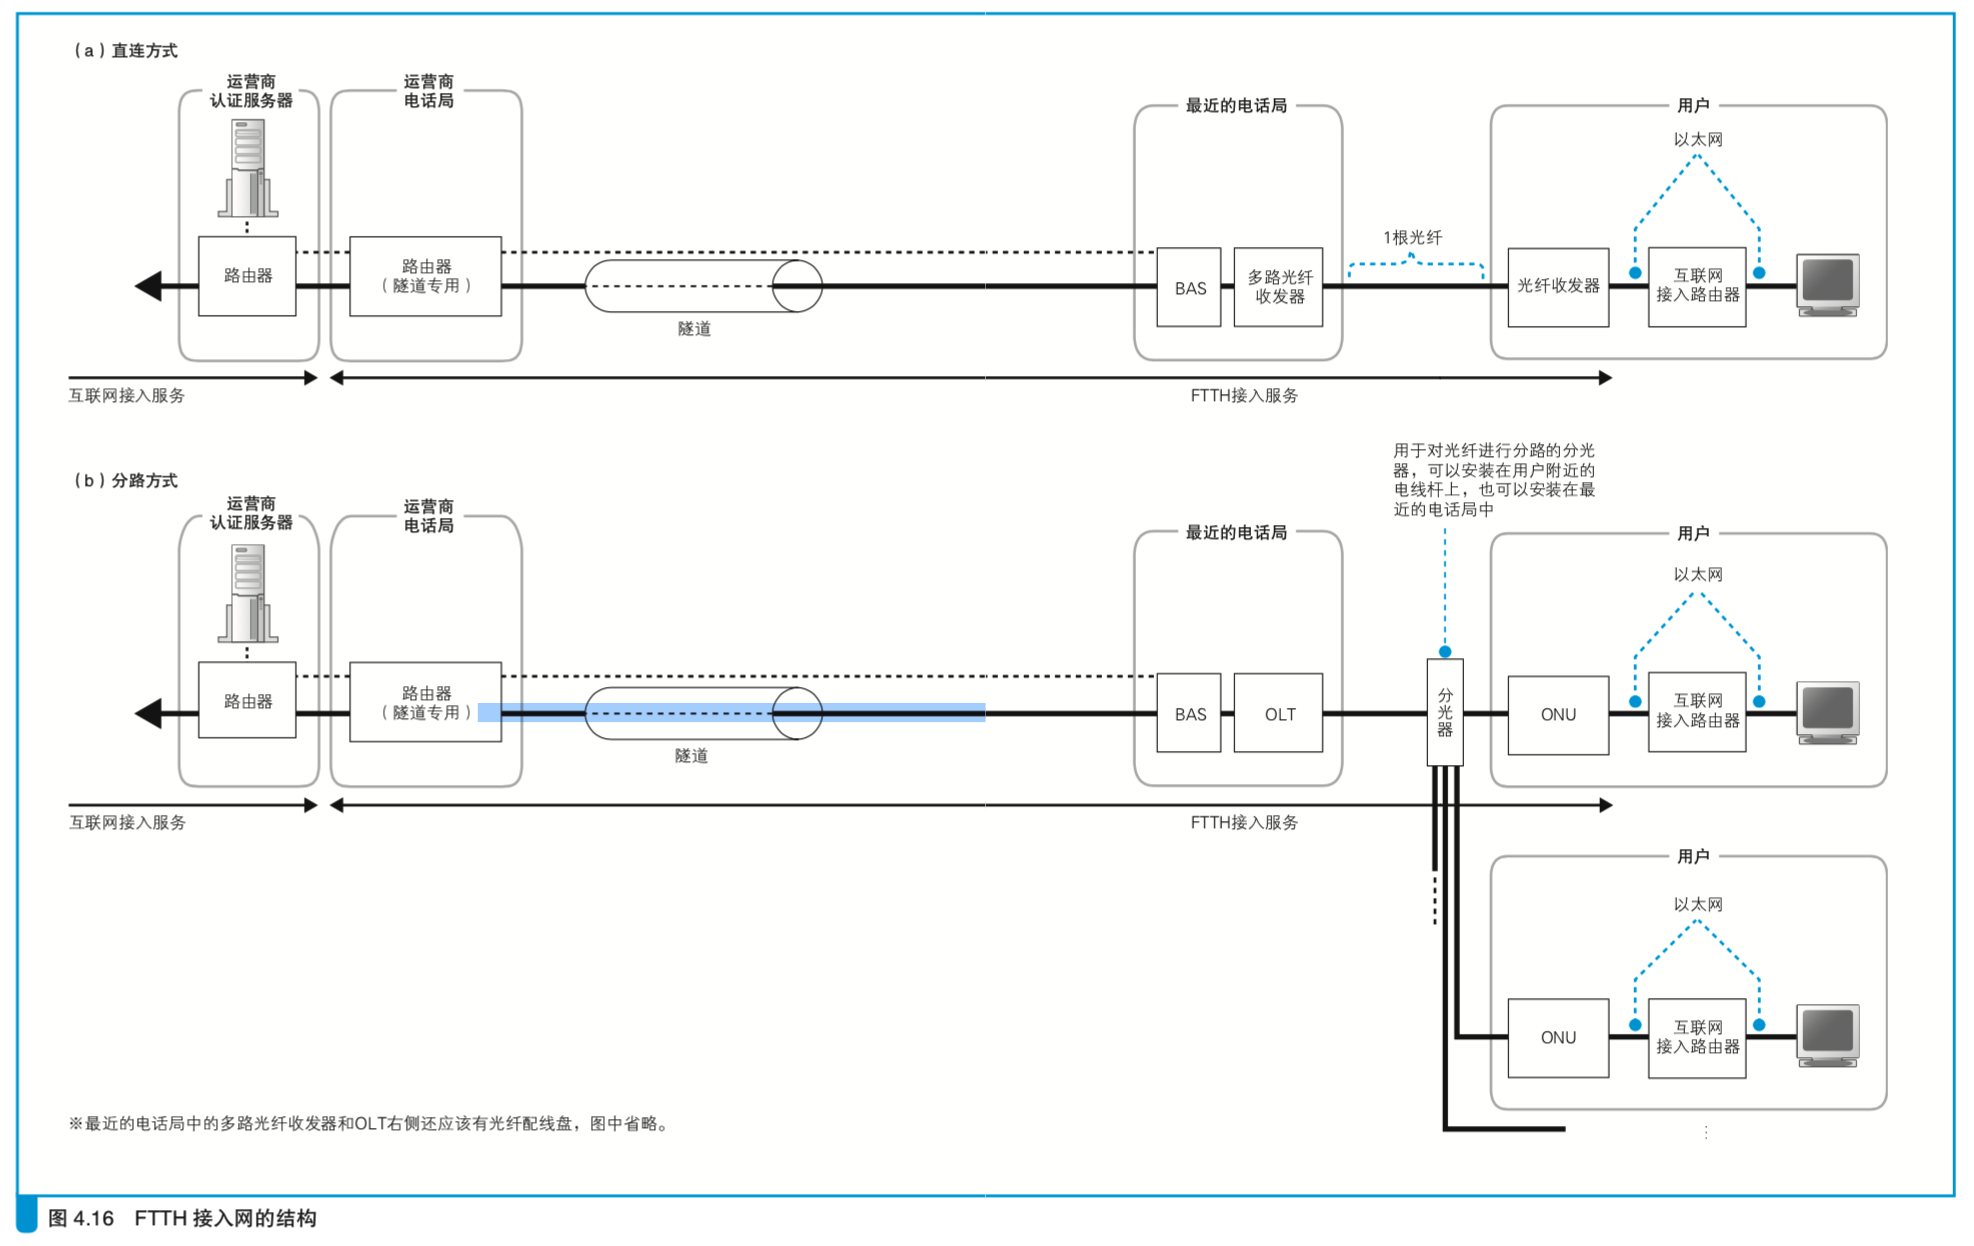 （a）直连方式
运营商
认证服务器
运营商
电话局
最近的电话局
用户
以太网
1根光纤
路由器
路由器
（隧道专用）
隧道
BAS
多路光纤
收发器
光纤收发器
互联网
接入路由器
互联网接入服务
FTTH接入服务
用于对光纤进行分路的分光
器，可以安装在用户附近的
电线杆上，也可以安装在最
近的电话局中
（b）分路方式
运营商
认证服务器
运营商
电话局
最近的电话局
用户
以太网
路由器
路由器
（隧道专用）
隧道
BAS
OLT
分光器
ONU
互联网
接入路由器
互联网接入服务
FTTH接入服务
用户
以太网
ONU
互联网
接入路由器
⋮
※最近的电话局中的多路光纤收发器和OLT右侧还应该有光纤配线盘，图中省略。
图 4.16 FTTH 接入网的结构